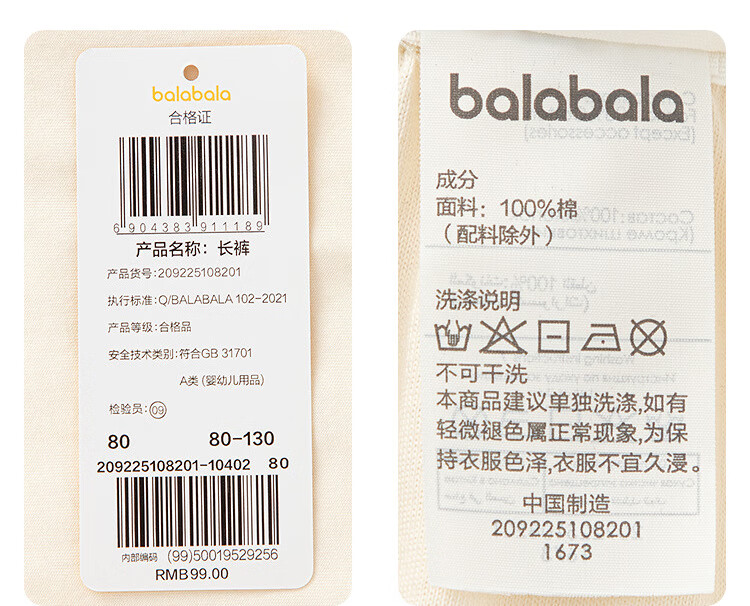 balabala
合格证
6904383911189
产品名称：长裤
产品货号:209225108201
执行标准:Q/BALABALA 102-2021
产品等级:合格品
安全技术类别:符合GB 31701
A类 (婴幼儿用品)
检验员:09
80 80-130
209225108201-10402 80
内部编码 (99)50019529256
RMB99.00
balabala
成分
面料：100%棉
（配料除外）
洗涤说明
不可干洗
本商品建议单独洗涤,如有
轻微褪色属正常现象,为保
持衣服色泽,衣服不宜久浸。
中国制造
209225108201
1673